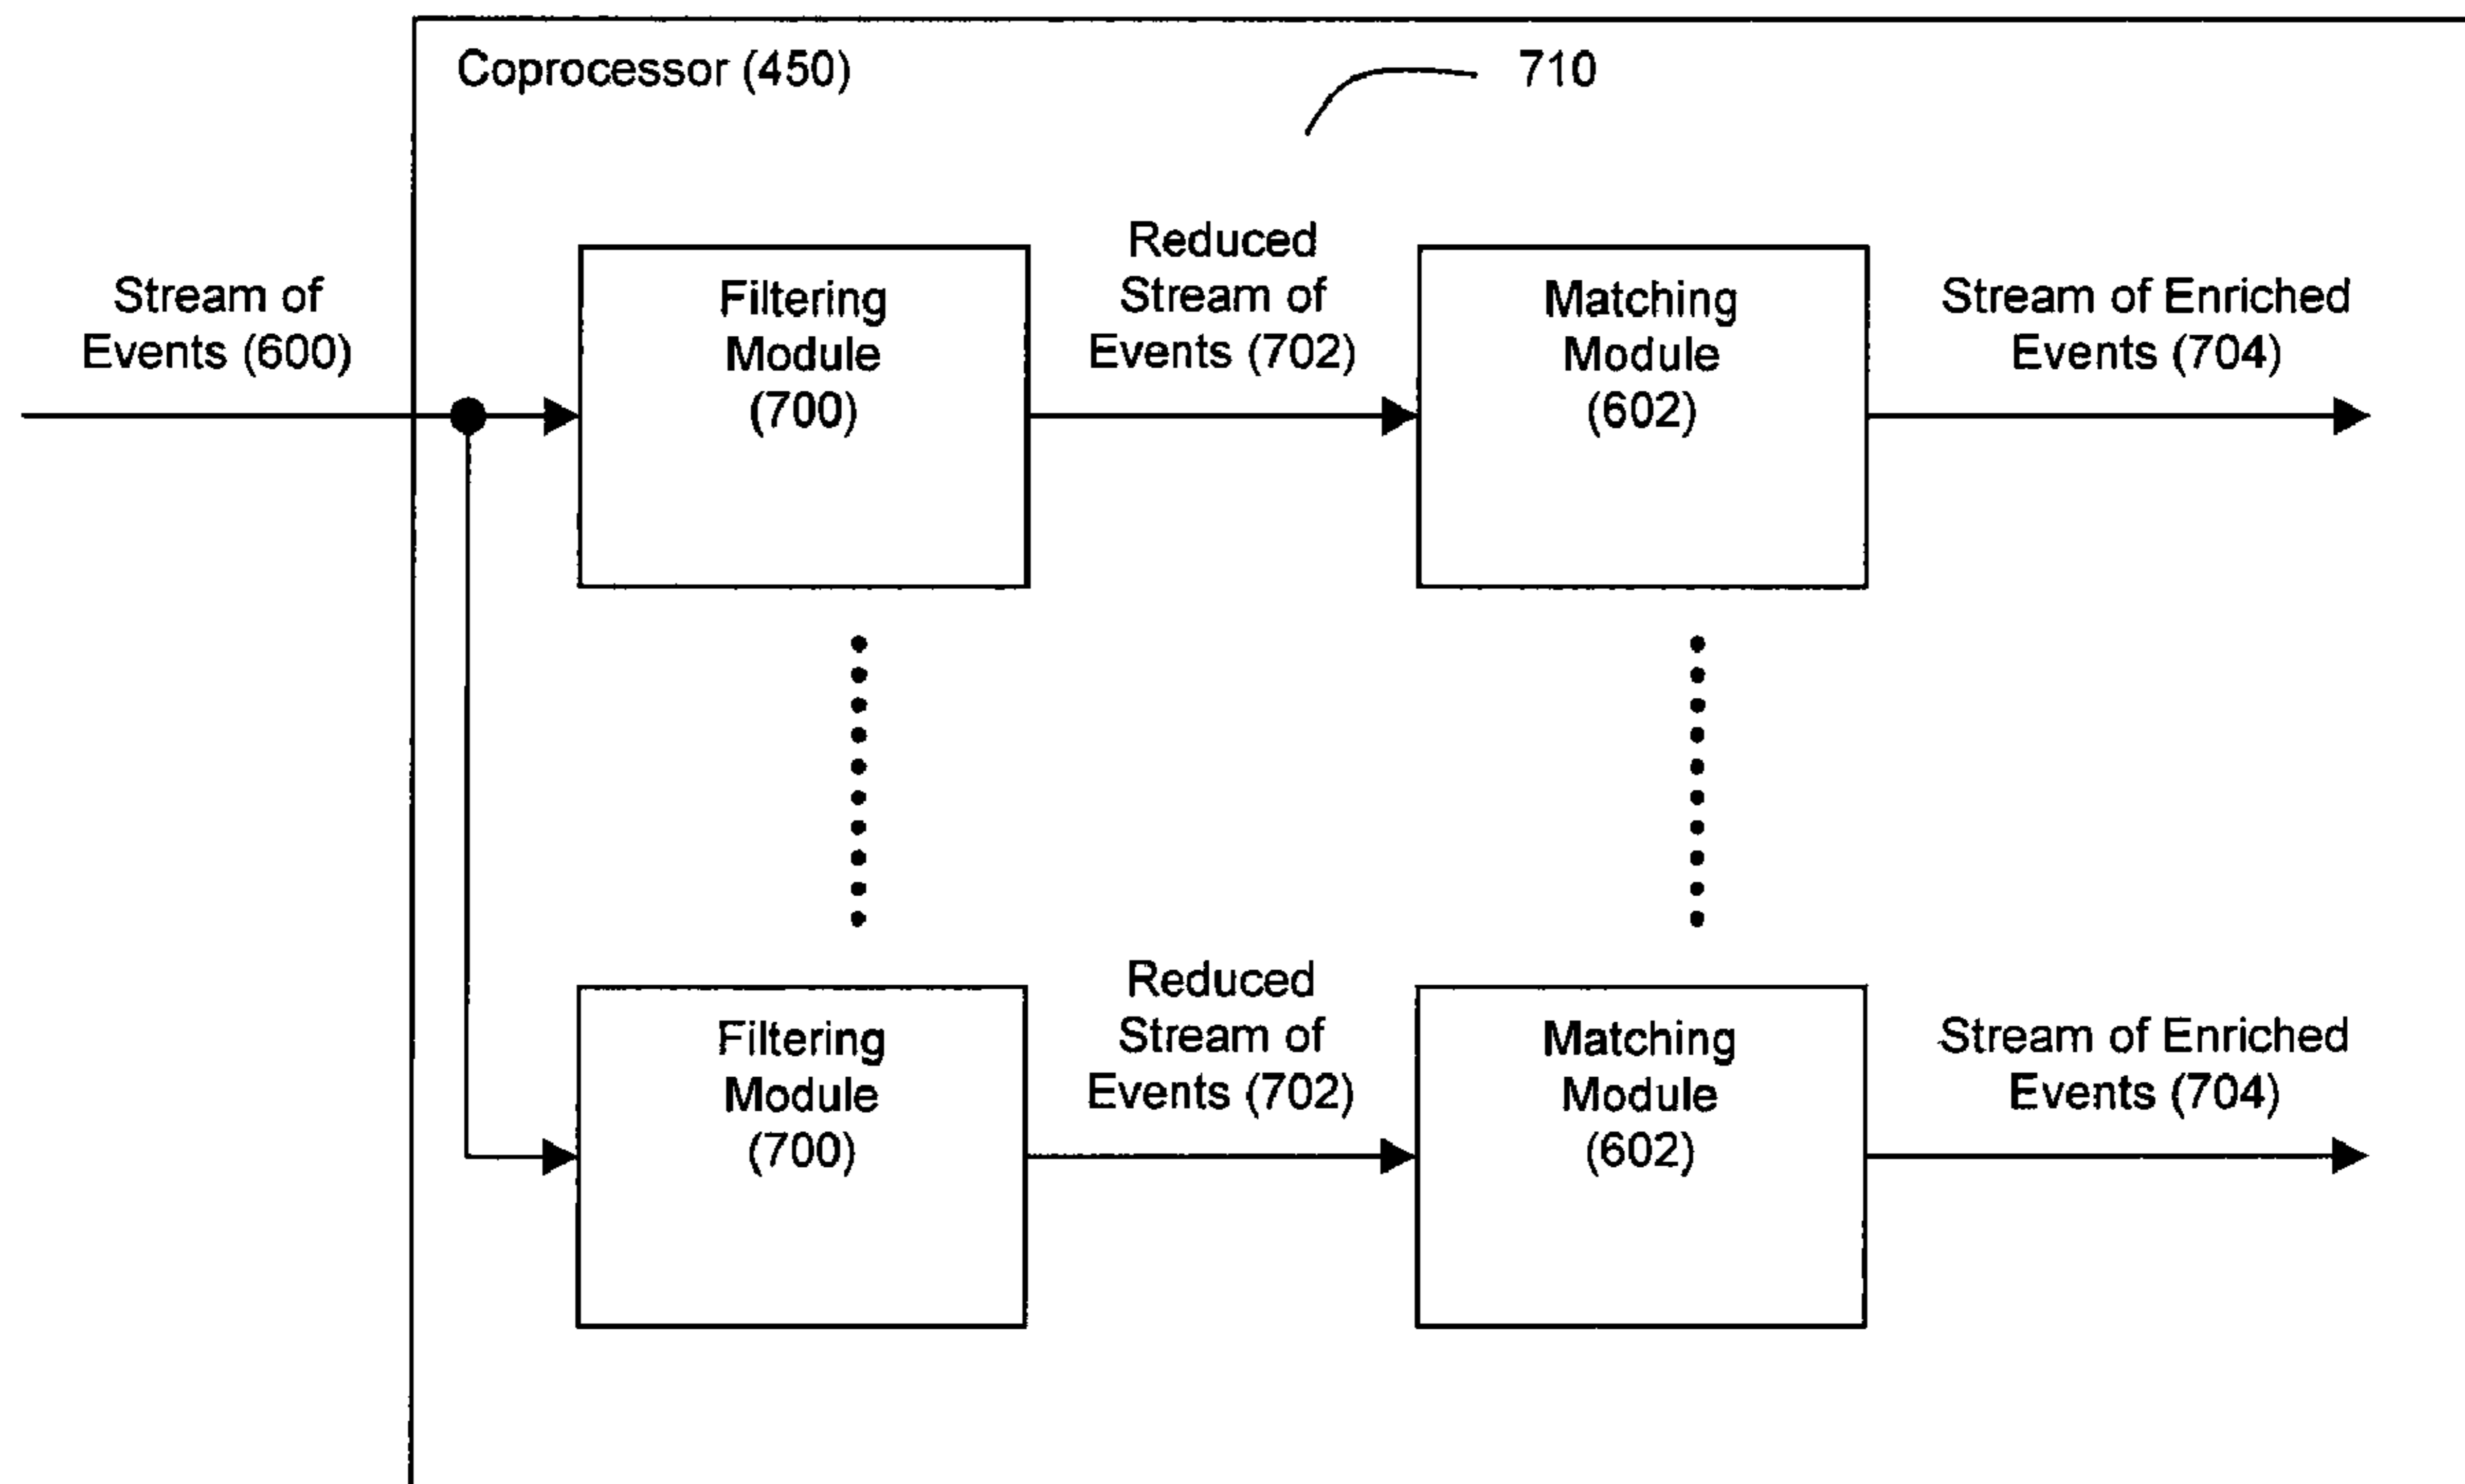 Coprocessor (450)
710
Stream of
Events (600)
Filtering
Module
(700)
Reduced
Stream of
Events (702)
Matching
Module
(602)
Stream of Enriched
Events (704)
Filtering
Module
(700)
Reduced
Stream of
Events (702)
Matching
Module
(602)
Stream of Enriched
Events (704)